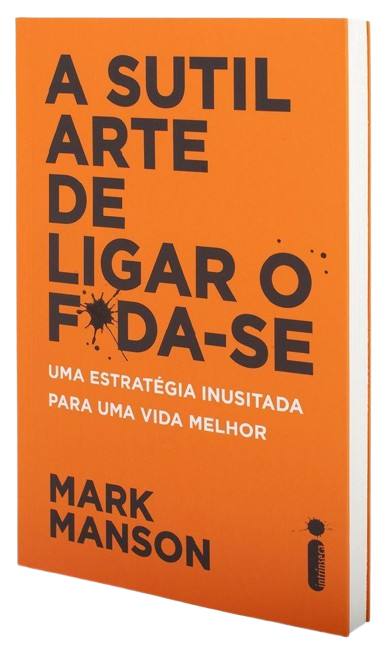 A SUTIL
ARTE
DE
LIGAR O
F*DA-SE
UMA ESTRATÉGIA INUSITADA
PARA UMA VIDA MELHOR
MARK
MANSON
intrínseca